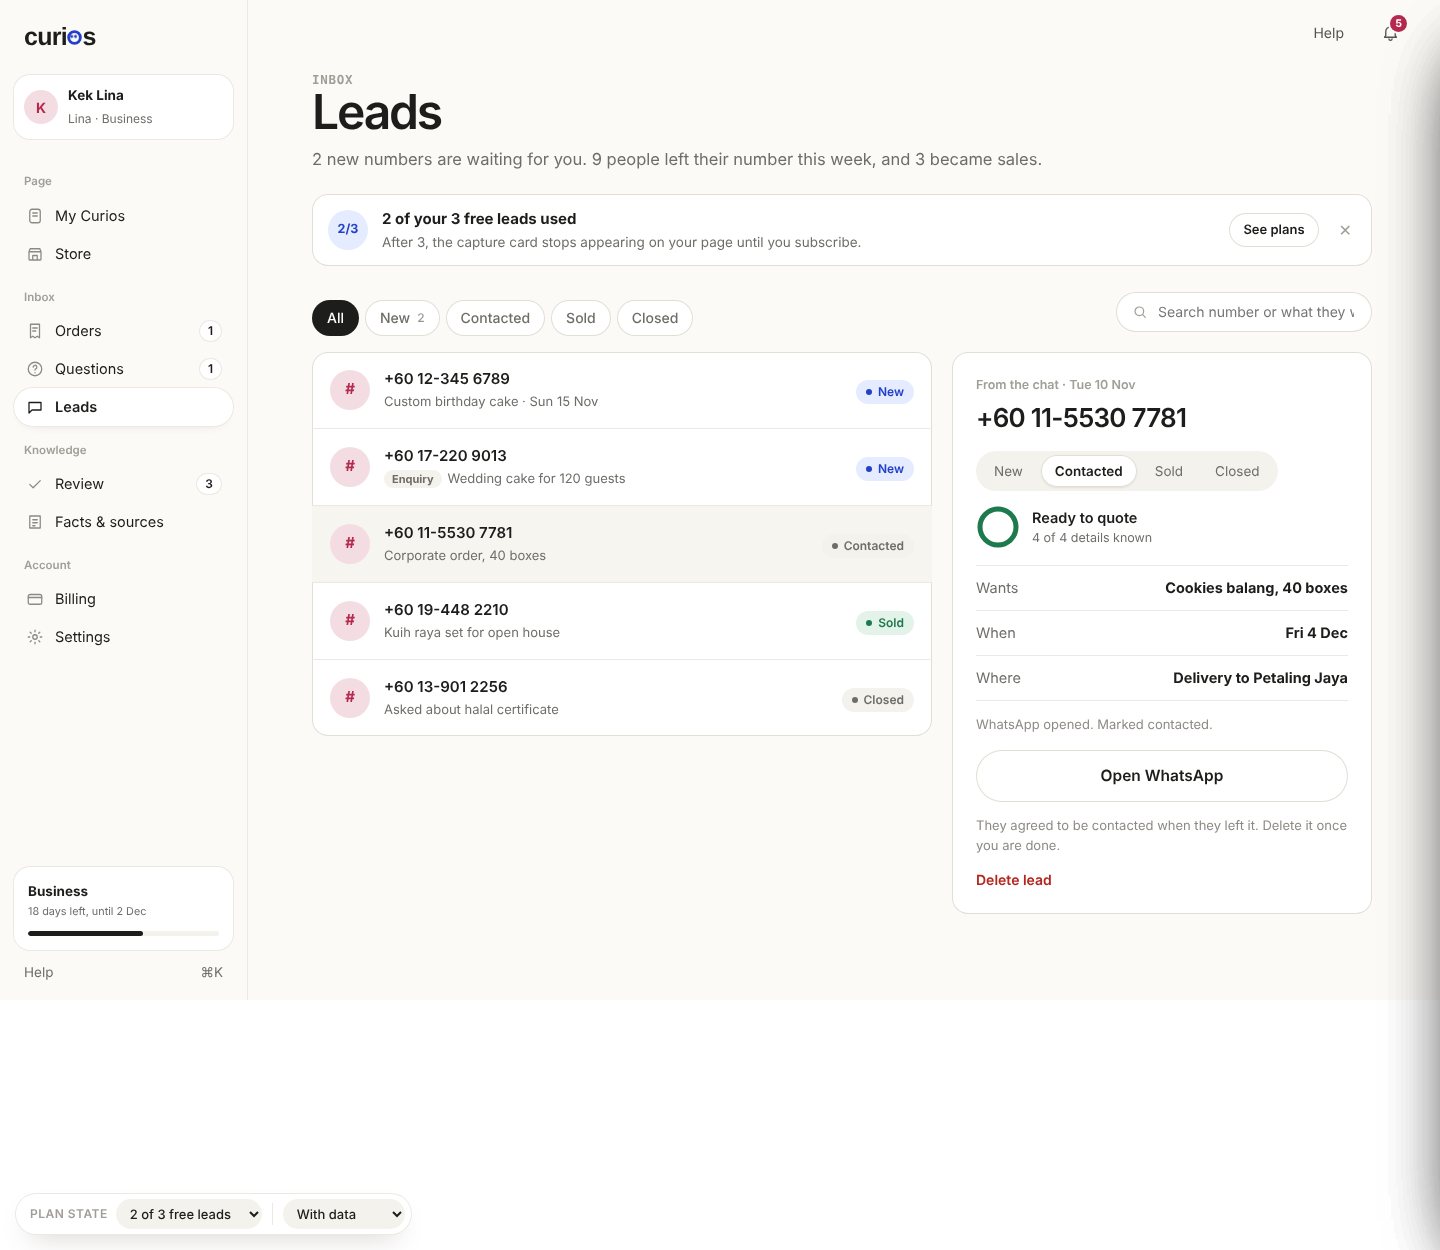 curios
K
Kek Lina
Lina · Business
Page
My Curios
Store
Inbox
Orders 1
Questions 1
Leads
Knowledge
Review 3
Facts & sources
Account
Billing
Settings
Business
18 days left, until 2 Dec
Help ⌘K
Help
5
INBOX
Leads
2 new numbers are waiting for you. 9 people left their number this week, and 3 became sales.
2/3
2 of your 3 free leads used
After 3, the capture card stops appearing on your page until you subscribe.
See plans ×
All New 2 Contacted Sold Closed
Search number or what they
# +60 12-345 6789
Custom birthday cake · Sun 15 Nov
New
# +60 17-220 9013
Enquiry Wedding cake for 120 guests
New
# +60 11-5530 7781
Corporate order, 40 boxes
Contacted
# +60 19-448 2210
Kuih raya set for open house
Sold
# +60 13-901 2256
Asked about halal certificate
Closed
From the chat · Tue 10 Nov
+60 11-5530 7781
New Contacted Sold Closed
Ready to quote
4 of 4 details known
Wants Cookies balang, 40 boxes
When Fri 4 Dec
Where Delivery to Petaling Jaya
WhatsApp opened. Marked contacted.
Open WhatsApp
They agreed to be contacted when they left it. Delete it once
you are done.
Delete lead
PLAN STATE 2 of 3 free leads With data